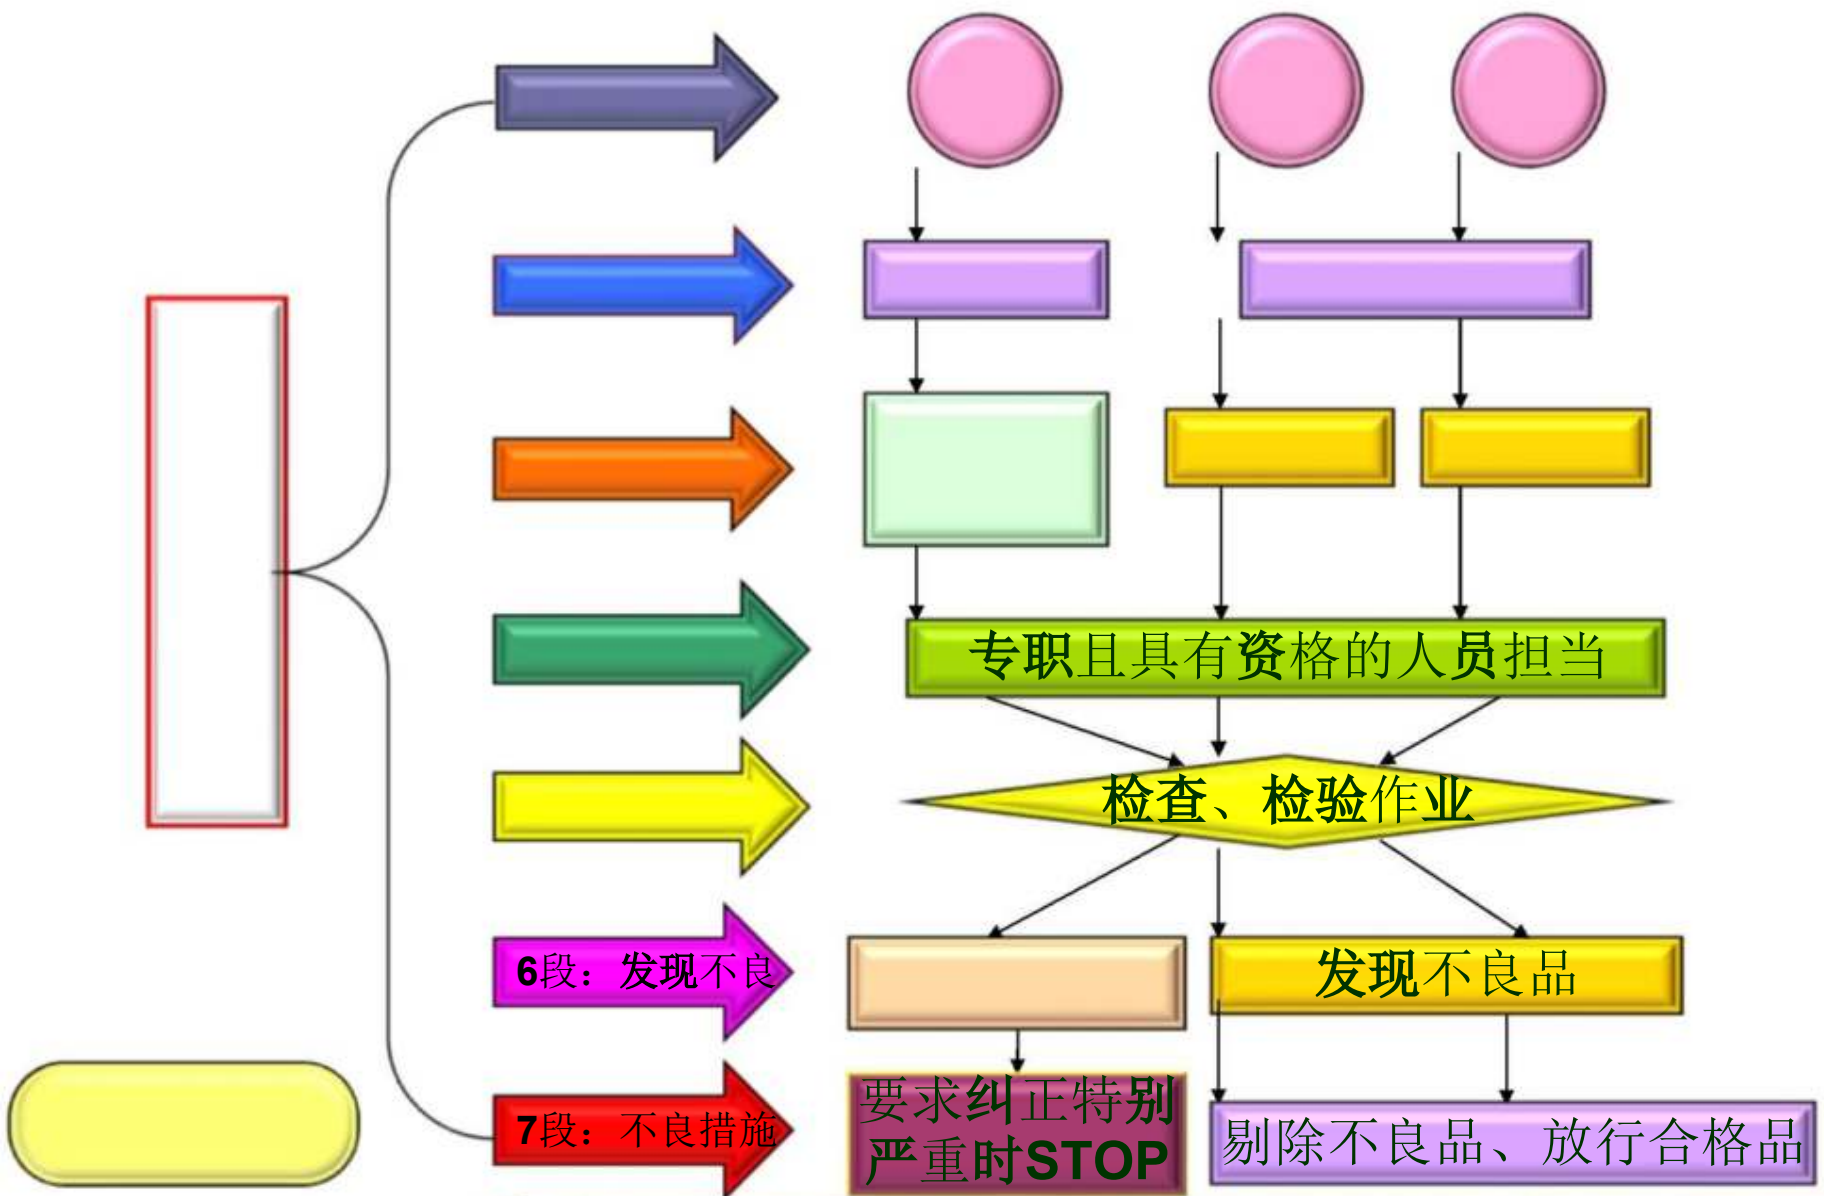 专职且具有资格的人员担当
检查、检验作业
6段：发现不良
发现不良品
7段：不良措施
要求纠正特别
严重时STOP
剔除不良品、放行合格品